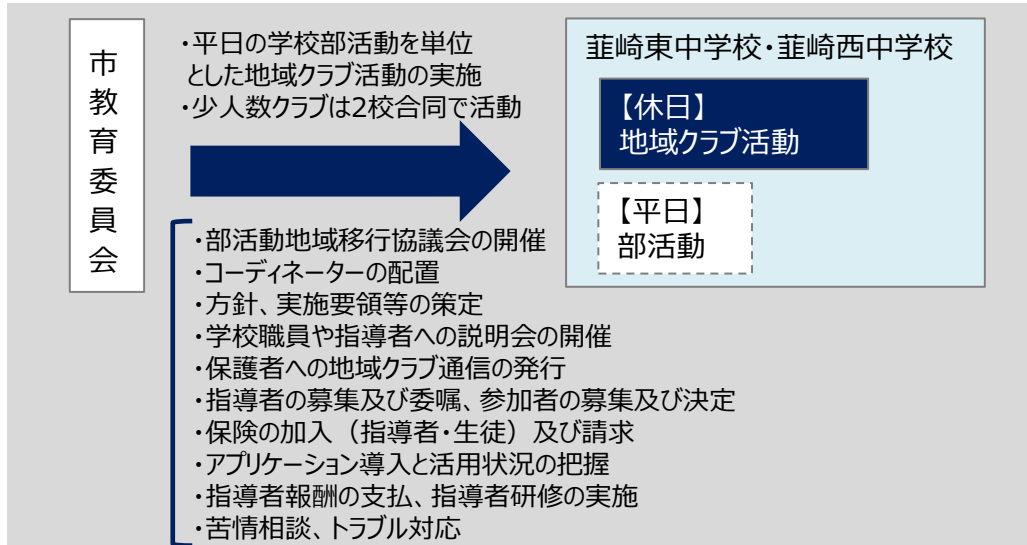 市教育委員会
・平日の学校部活動を単位
とした地域クラブ活動の実施
・少人数クラブは2校合同で活動
韮崎東中学校・韮崎西中学校
【休日】
地域クラブ活動
【平日】
部活動
・部活動地域移行協議会の開催
・コーディネーターの配置
・方針、実施要領等の策定
・学校職員や指導者への説明会の開催
・保護者への地域クラブ通信の発行
・指導者の募集及び委嘱、参加者の募集及び決定
・保険の加入（指導者・生徒）及び請求
・アプリケーション導入と活用状況の把握
・指導者報酬の支払、指導者研修の実施
・苦情相談、トラブル対応